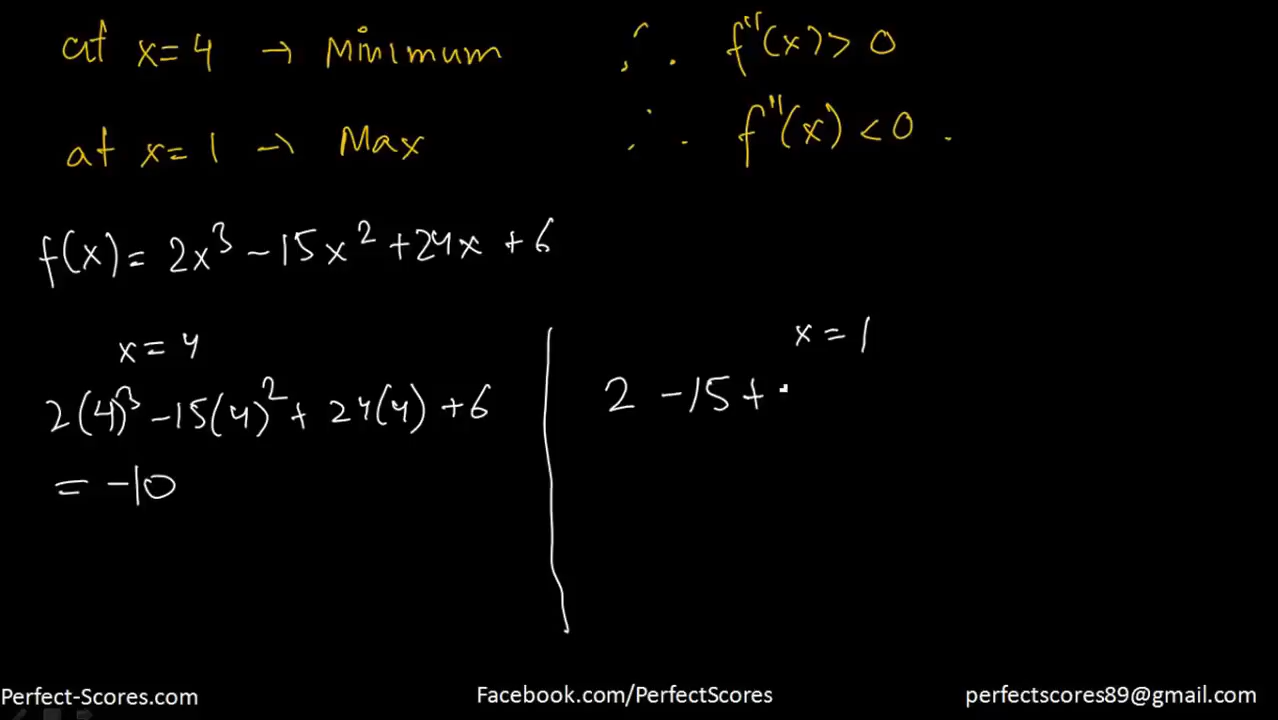 at x=4 → Minimum ∴ f''(x) > 0
at x=1 → Max ∴ f''(x) < 0.
f(x) = 2x³ - 15x² + 24x + 6
x = 4
x = 1
2(4)³ - 15(4)² + 24(4) + 6
2 - 15 +
= -10
Perfect-Scores.com Facebook.com/PerfectScores perfectscores89@gmail.com